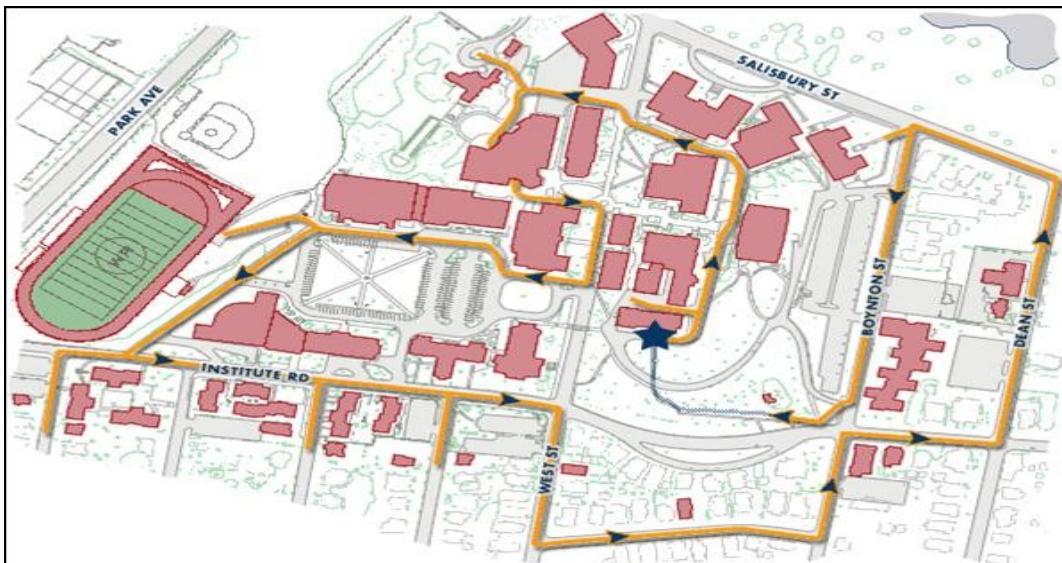 SALISBURY ST
PARK AVE
BOYNTON ST
DEAN ST
INSTITUTE RD
WEST ST